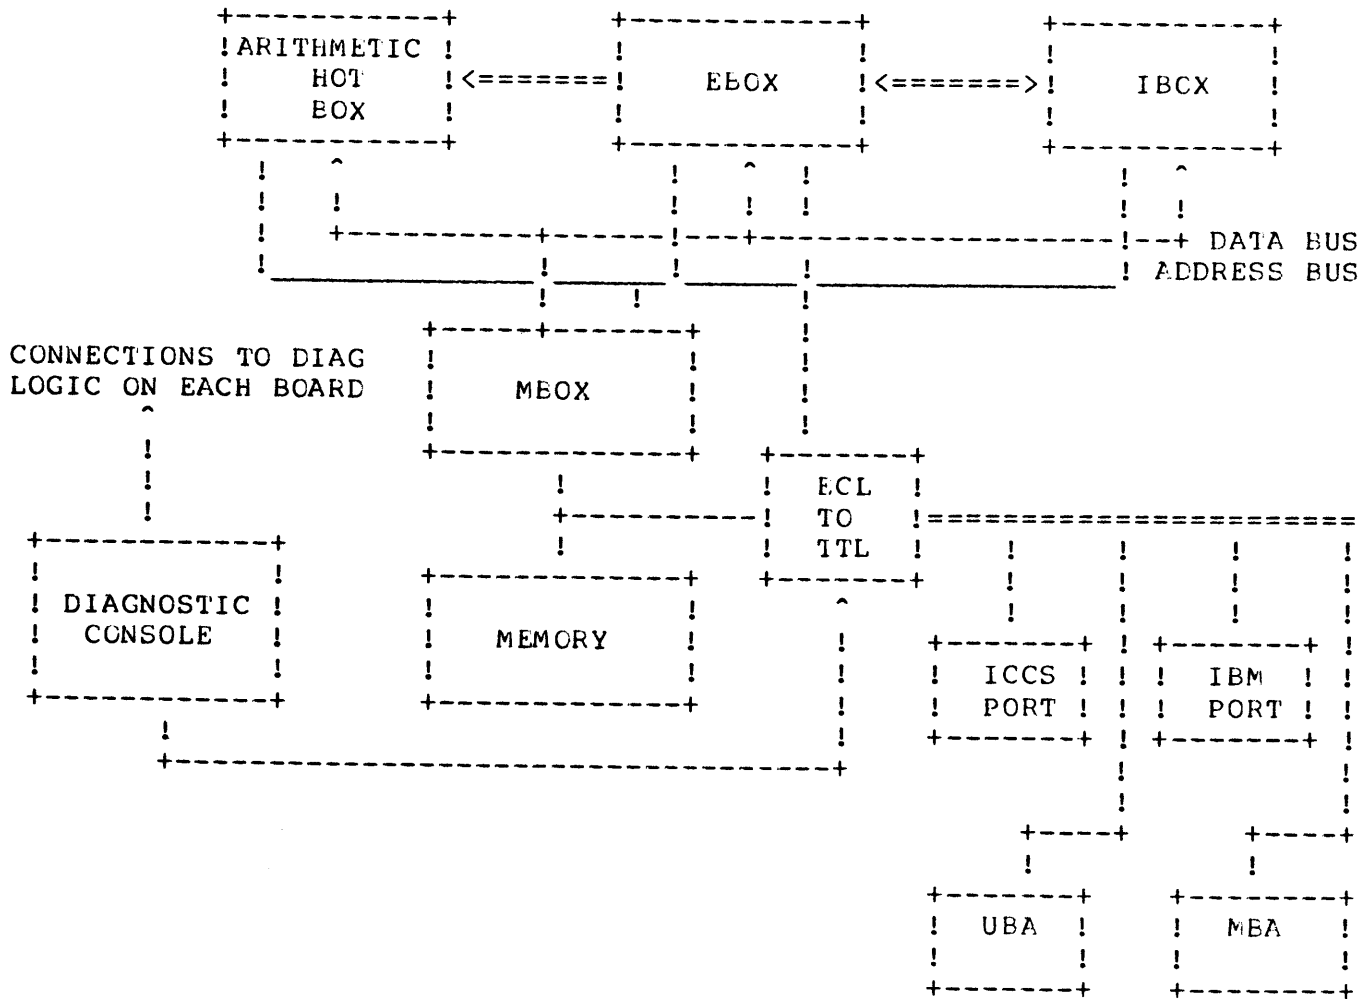 ARITHMETIC
HOT
BOX
EBOX
IBCX
DATA BUS
ADDRESS BUS
CONNECTIONS TO DIAG
LOGIC ON EACH BOARD
MBOX
ECL
TO
TTL
DIAGNOSTIC
CONSOLE
MEMORY
ICCS
PORT
IBM
PORT
UBA
MBA